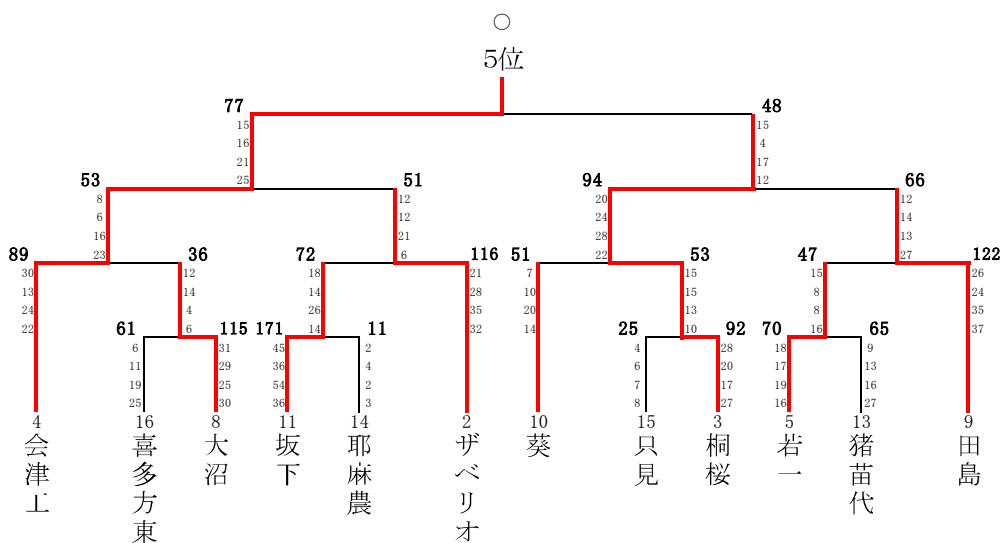 ○
5位
77 48
15 15
16 4
21 17
25 12
53 51 94 66
8 12 20 12
6 12 24 14
16 21 28 13
23 6 22 27
89 36 72 116 51 53 47 122
30 12 18 21 7 15 15 26
13 14 14 28 10 15 8 24
24 4 26 35 20 13 8 35
22 6 14 32 14 10 16 37
61 115 171 11 25 92 70 65
6 31 45 2 4 28 18 9
11 29 36 4 6 20 17 13
19 25 54 2 7 17 19 16
25 30 36 3 8 27 16 27
4 16 8 11 14 2 10 15 3 5 13 9
会津工
喜多方東
大沼
坂下
耶麻農
ザベリオ
葵
只見
桐桜
若一
猪苗代
田島